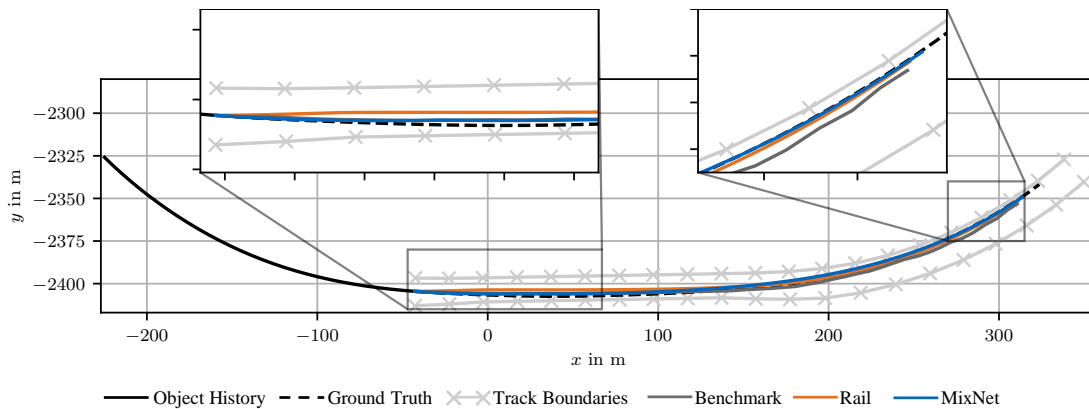 −2300
−2325
−2350
−2375
−2400
y in m
−200
−100
0
100
200
300
x in m
Object History
Ground Truth
Track Boundaries
Benchmark
Rail
MixNet